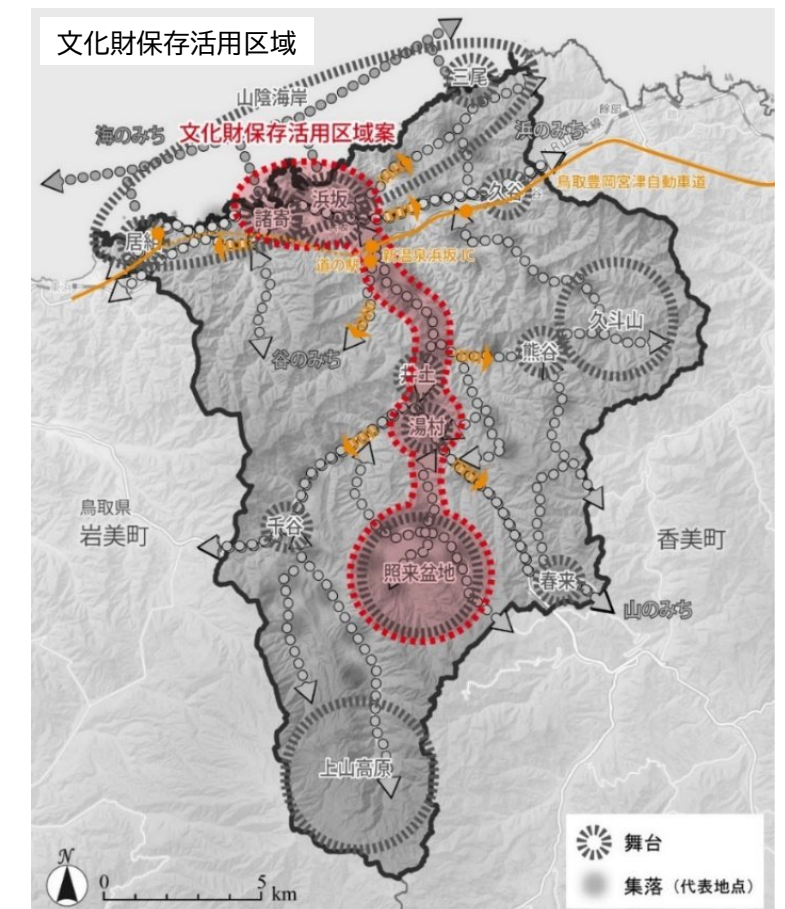 文化財保存活用区域
三尾
山陰海岸
海のみち
文化財保存活用区域案
浜のみち
久谷
鳥取豊岡宮津自動車道
浜坂
諸寄
居組
新温泉浜坂IC
道の駅
久斗山
谷のみち
熊谷
井土
湯村
鳥取県
岩美町
千谷
香美町
照来盆地
春来
山のみち
上山高原
舞台
集落（代表地点）
N
0
5
km